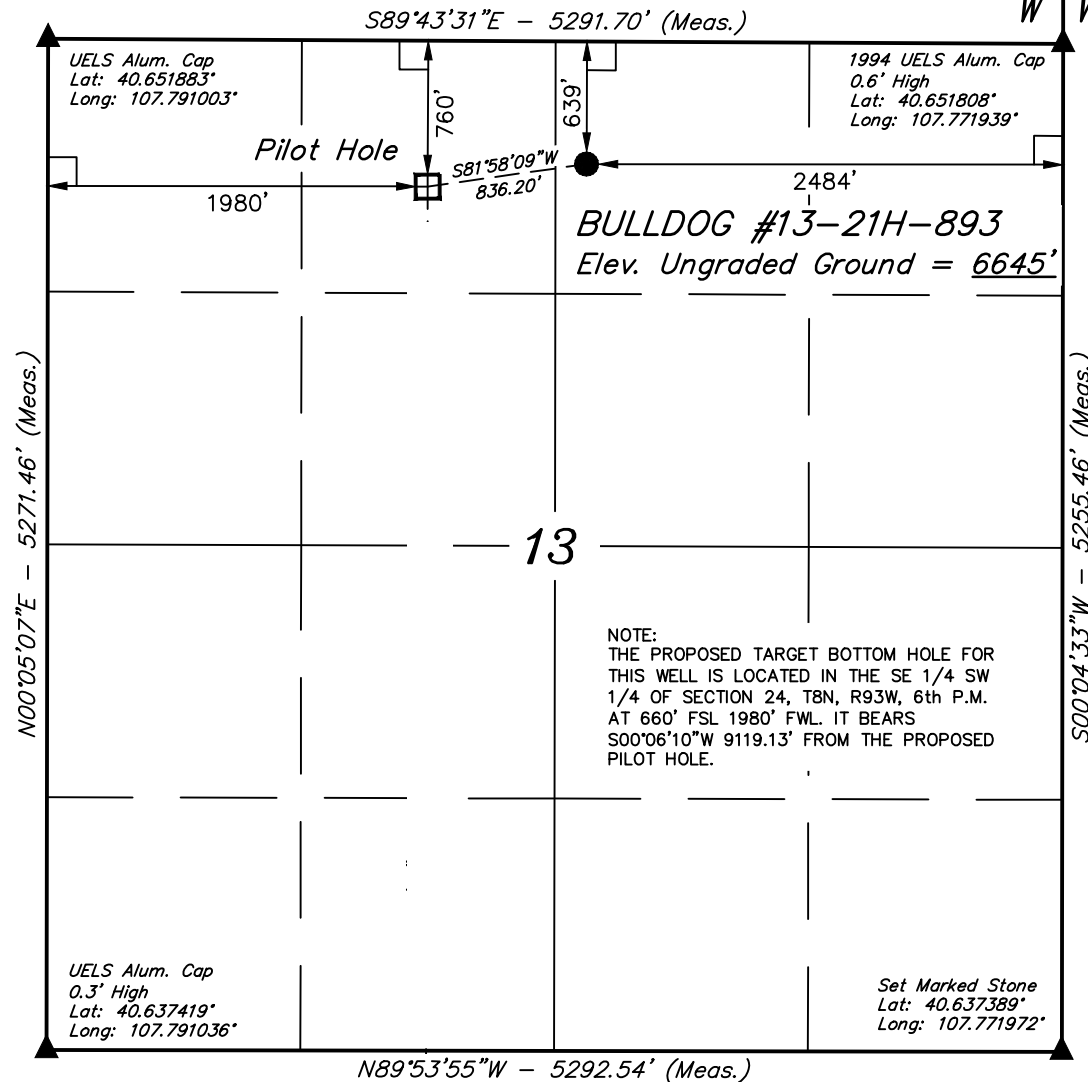 S89°43'31"E - 5291.70' (Meas.)
W
UELS Alum. Cap
Lat: 40.651883°
Long: 107.791003°
1994 UELS Alum. Cap
0.6' High
Lat: 40.651808°
Long: 107.771939°
760'
639'
Pilot Hole
S81°58'09"W
836.20'
1980'
2484'
BULLDOG #13-21H-893
Elev. Ungraded Ground = 6645'
N00°05'07"E - 5271.46' (Meas.)
S00°04'33"W - 5255.46' (Meas.)
13
NOTE:
THE PROPOSED TARGET BOTTOM HOLE FOR
THIS WELL IS LOCATED IN THE SE 1/4 SW
1/4 OF SECTION 24, T8N, R93W, 6th P.M.
AT 660' FSL 1980' FWL. IT BEARS
S00°06'10"W 9119.13' FROM THE PROPOSED
PILOT HOLE.
UELS Alum. Cap
0.3' High
Lat: 40.637419°
Long: 107.791036°
Set Marked Stone
Lat: 40.637389°
Long: 107.771972°
N89°53'55"W - 5292.54' (Meas.)